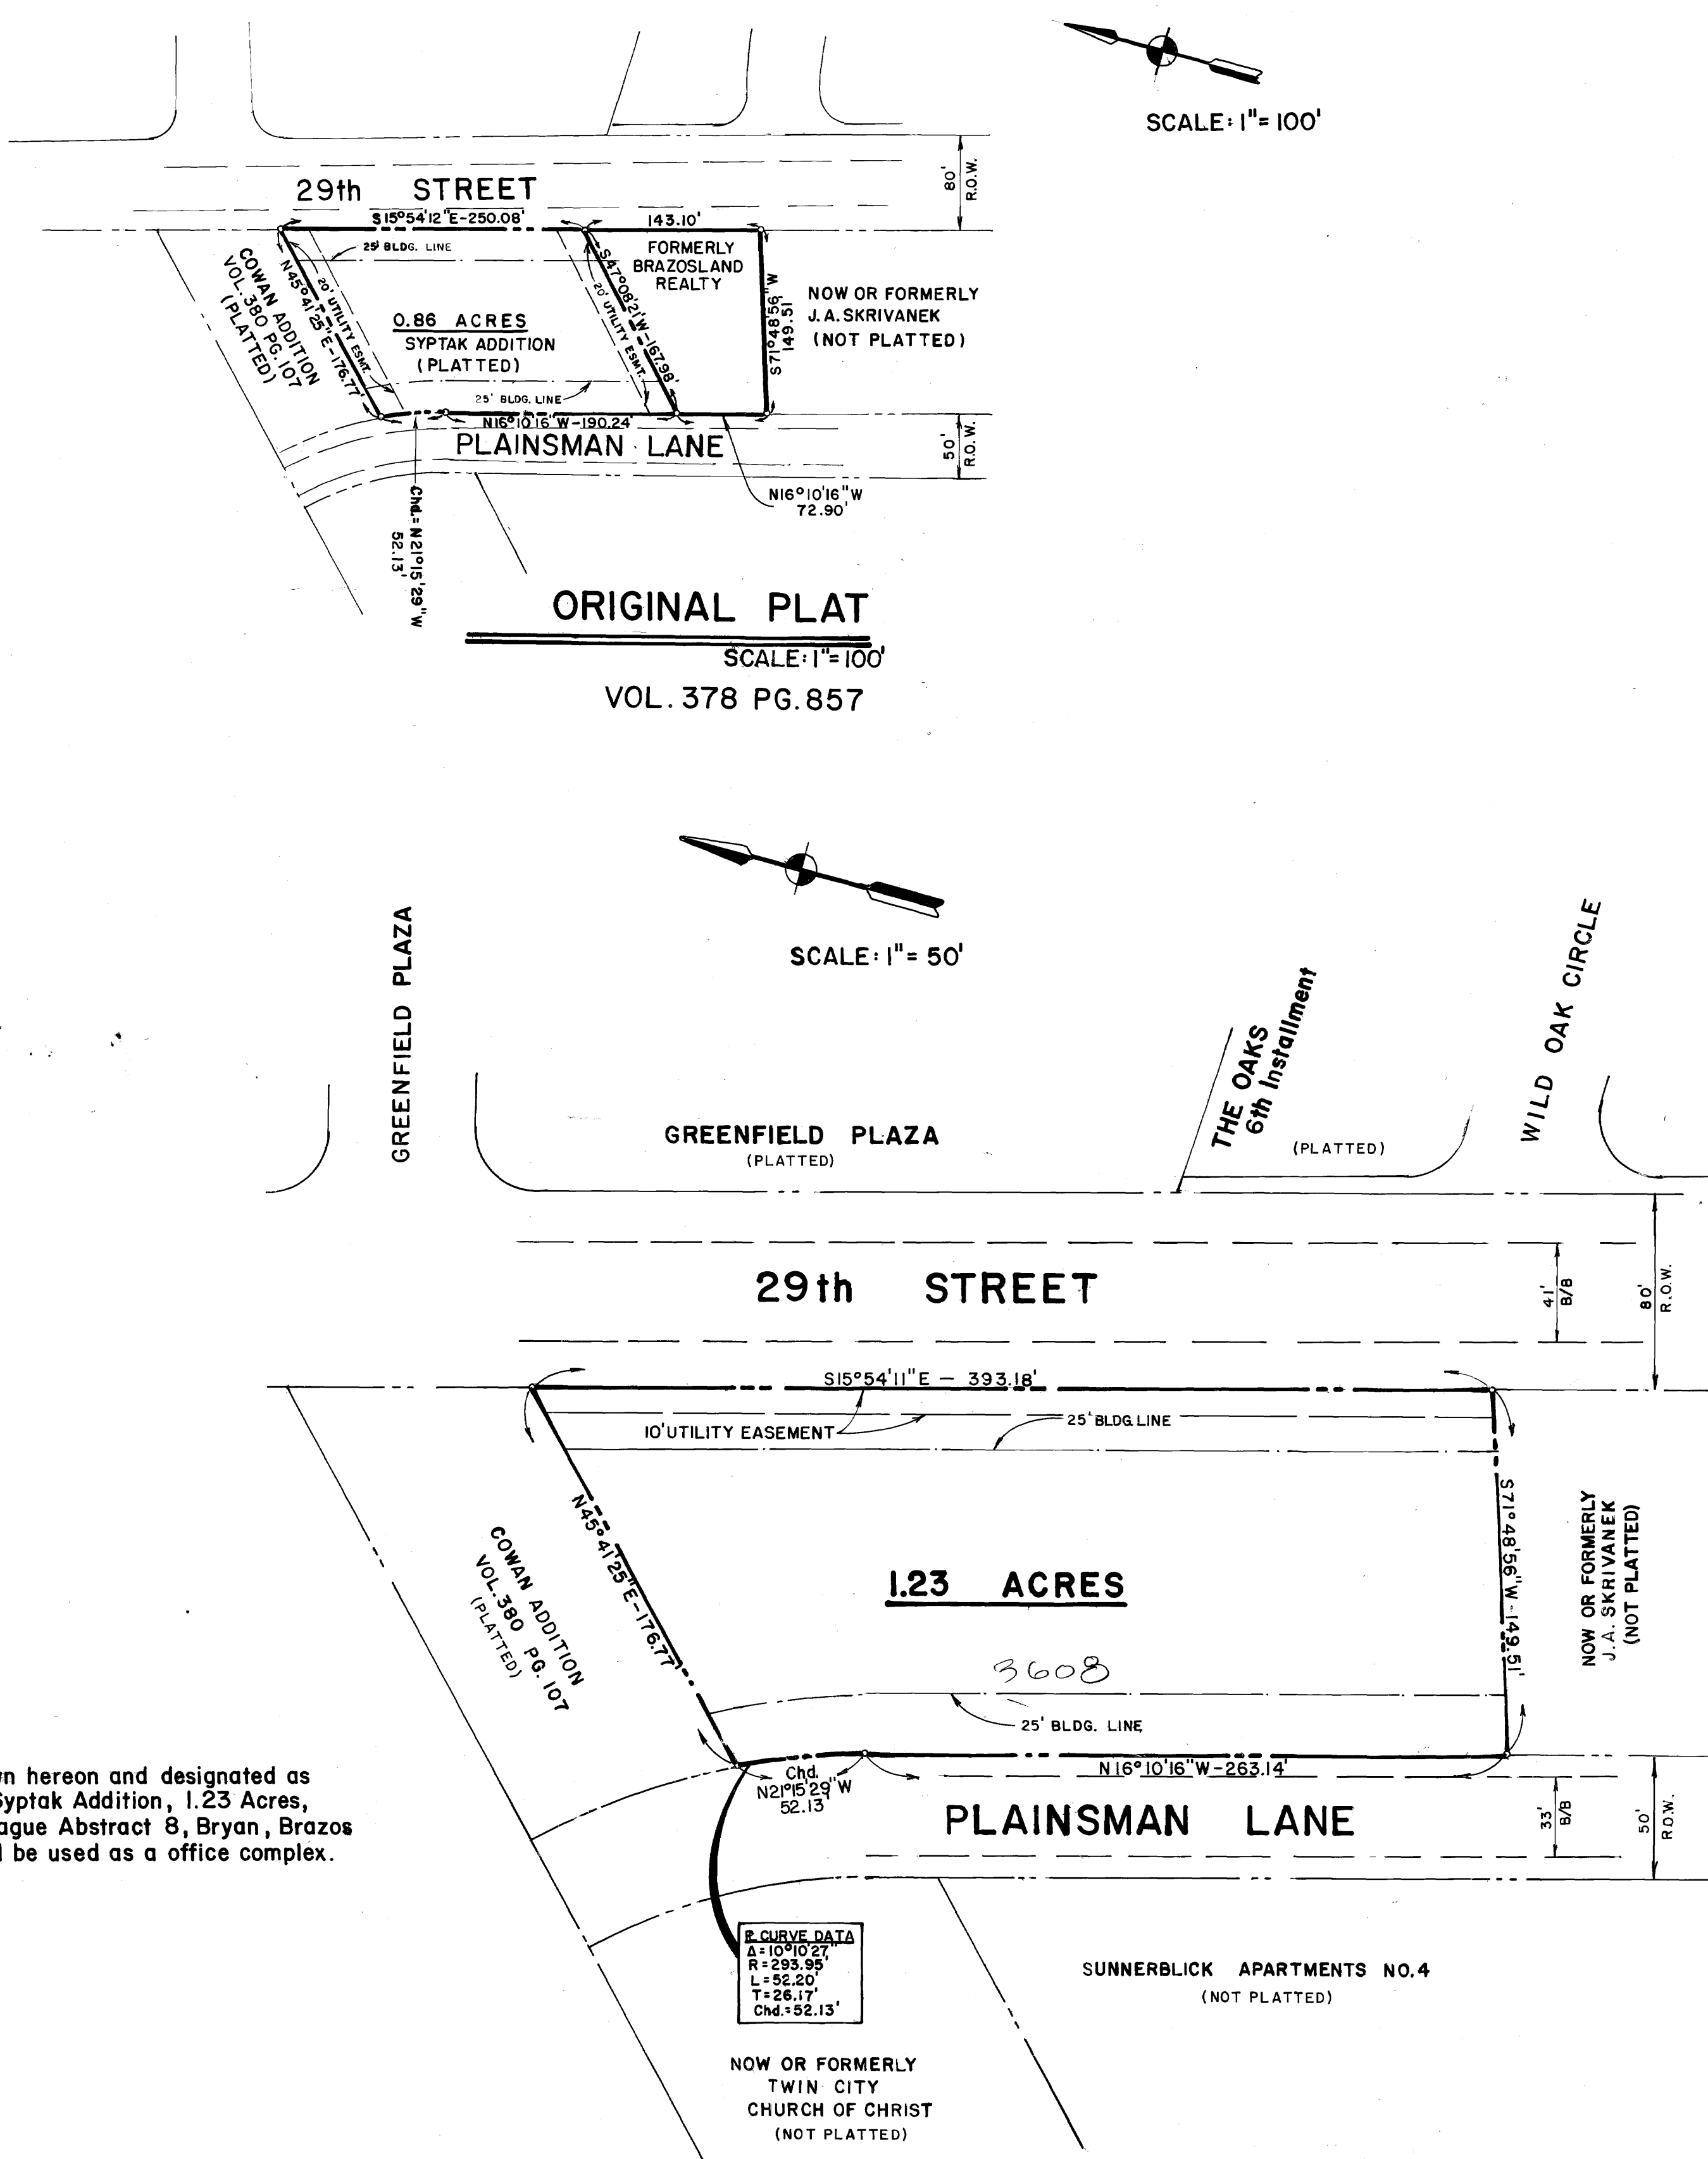 SCALE: 1"= 100'
80'
R.O.W.
29th STREET
S15°54'12"E-250.08'
143.10'
25' BLDG. LINE
FORMERLY
BRAZOSLAND
REALTY
COWAN ADDITION
VOL. 380 PG. 107
(PLATTED)
N45°41'25"E-176.77'
20' UTILITY ESMT.
S47°08'21"W-167.98'
20' UTILITY ESMT.
S71°48'56"W
149.51
NOW OR FORMERLY
J.A. SKRIVANEK
(NOT PLATTED)
0.86 ACRES
SYPTAK ADDITION
(PLATTED)
25' BLDG. LINE
N16°10'16"W-190.24'
PLAINSMAN LANE
50'
R.O.W.
N16°10'16"W
72.90'
Chd.= N21°15'29"W
52.13'
ORIGINAL PLAT
SCALE: 1"=100'
VOL. 378 PG. 857
SCALE: 1"= 50'
GREENFIELD PLAZA
GREENFIELD PLAZA
(PLATTED)
THE OAKS
6th Installment
(PLATTED)
WILD OAK CIRCLE
29th STREET
41'
B/B
80'
R.O.W.
S15°54'11"E - 393.18'
10' UTILITY EASEMENT
25' BLDG. LINE
N45°41'25"E-176.77'
S71°48'56"W-149.51'
COWAN ADDITION
VOL. 380 PG. 107
(PLATTED)
1.23 ACRES
NOW OR FORMERLY
J.A. SKRIVANEK
(NOT PLATTED)
3608
25' BLDG. LINE
N16°10'16"W-263.14'
Chd.
N21°15'29"W
52.13'
PLAINSMAN LANE
33'
B/B
50'
R.O.W.
hereon and designated as
Syptak Addition, 1.23 Acres,
Abstract 8, Bryan, Brazos
be used as a office complex.
CURVE DATA
Δ=10°10'27"
R=293.95'
L=52.20'
T=26.17'
Chd.=52.13'
SUNNERBLICK APARTMENTS NO. 4
(NOT PLATTED)
NOW OR FORMERLY
TWIN CITY
CHURCH OF CHRIST
(NOT PLATTED)